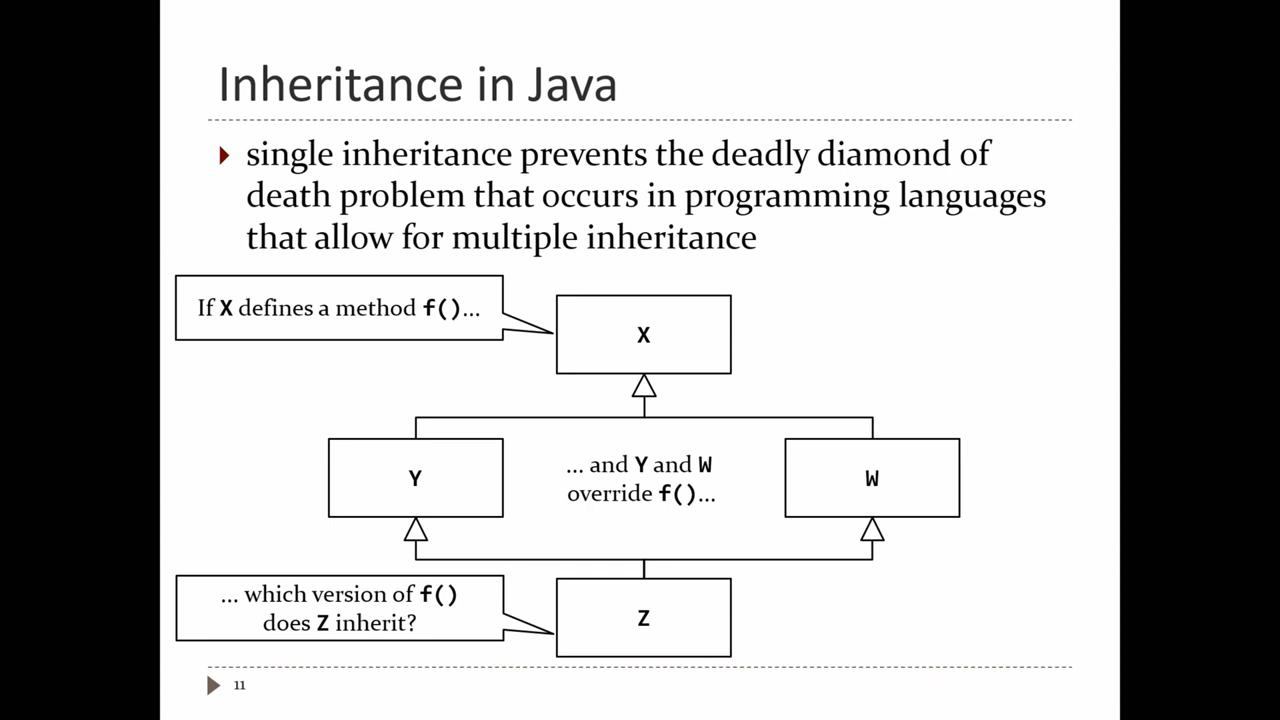 Inheritance in Java
single inheritance prevents the deadly diamond of
death problem that occurs in programming languages
that allow for multiple inheritance
If X defines a method f()...
X
Y
... and Y and W
override f()...
W
... which version of f()
does Z inherit?
Z
11